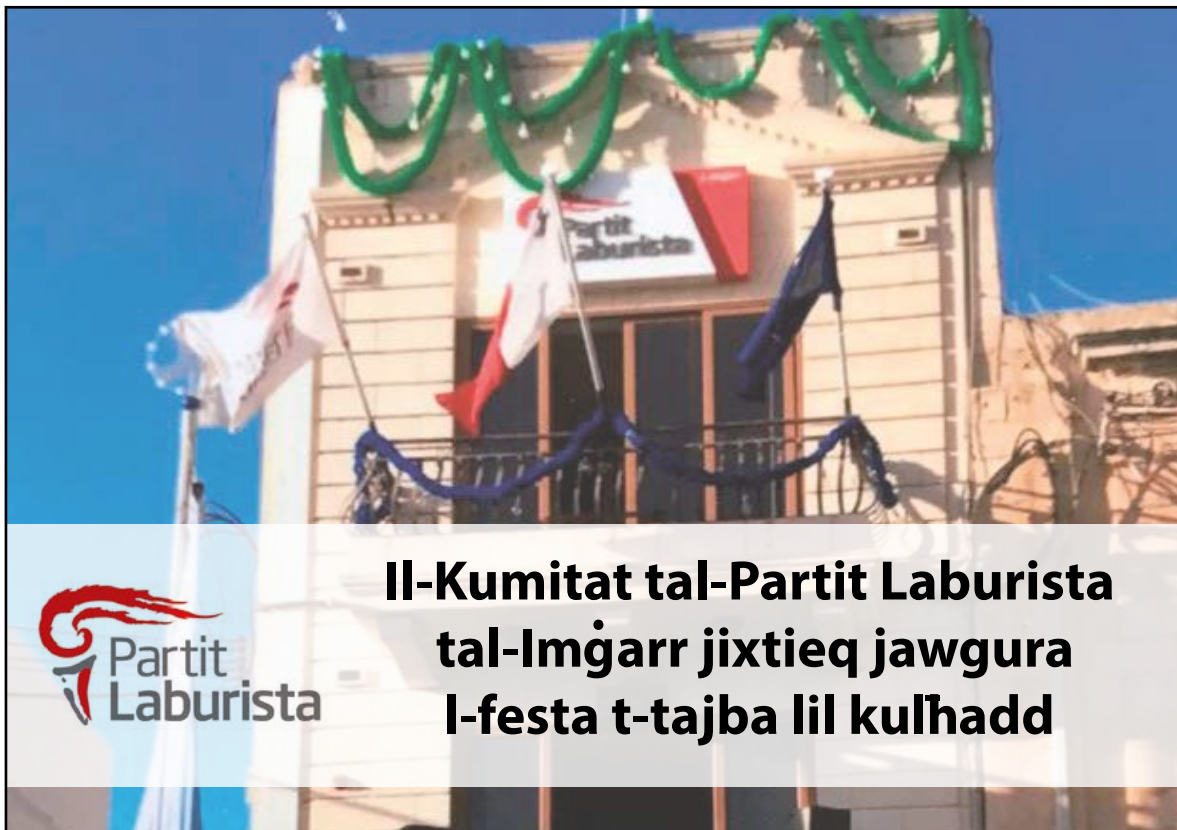 Partit
Laburista
Il-Kumitat tal-Partit Laburista
tal-Imġarr jixtieq jawgura
l-festa t-tajba lil kulħadd
Partit
Laburista